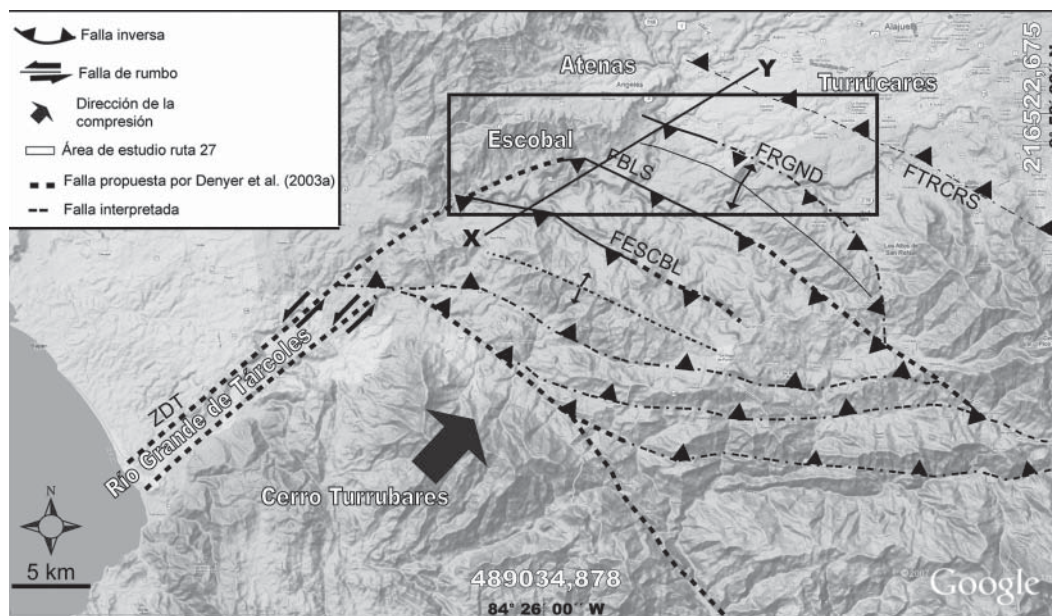 Falla inversa
Falla de rumbo
Dirección de la
compresión
Área de estudio ruta 27
Falla propuesta por Denyer et al. (2003a)
Falla interpretada
Atenas
Angeles
Alajuela
Y
Turrúcares
216522,675
Escobal
FBLS
FRGND
FTRCRS
X
FESCBL
ZDT
Río Grande de Tárcoles
Cerro Turrubares
N
5 km
489034,878
84° 26´ 00´´ W
Google